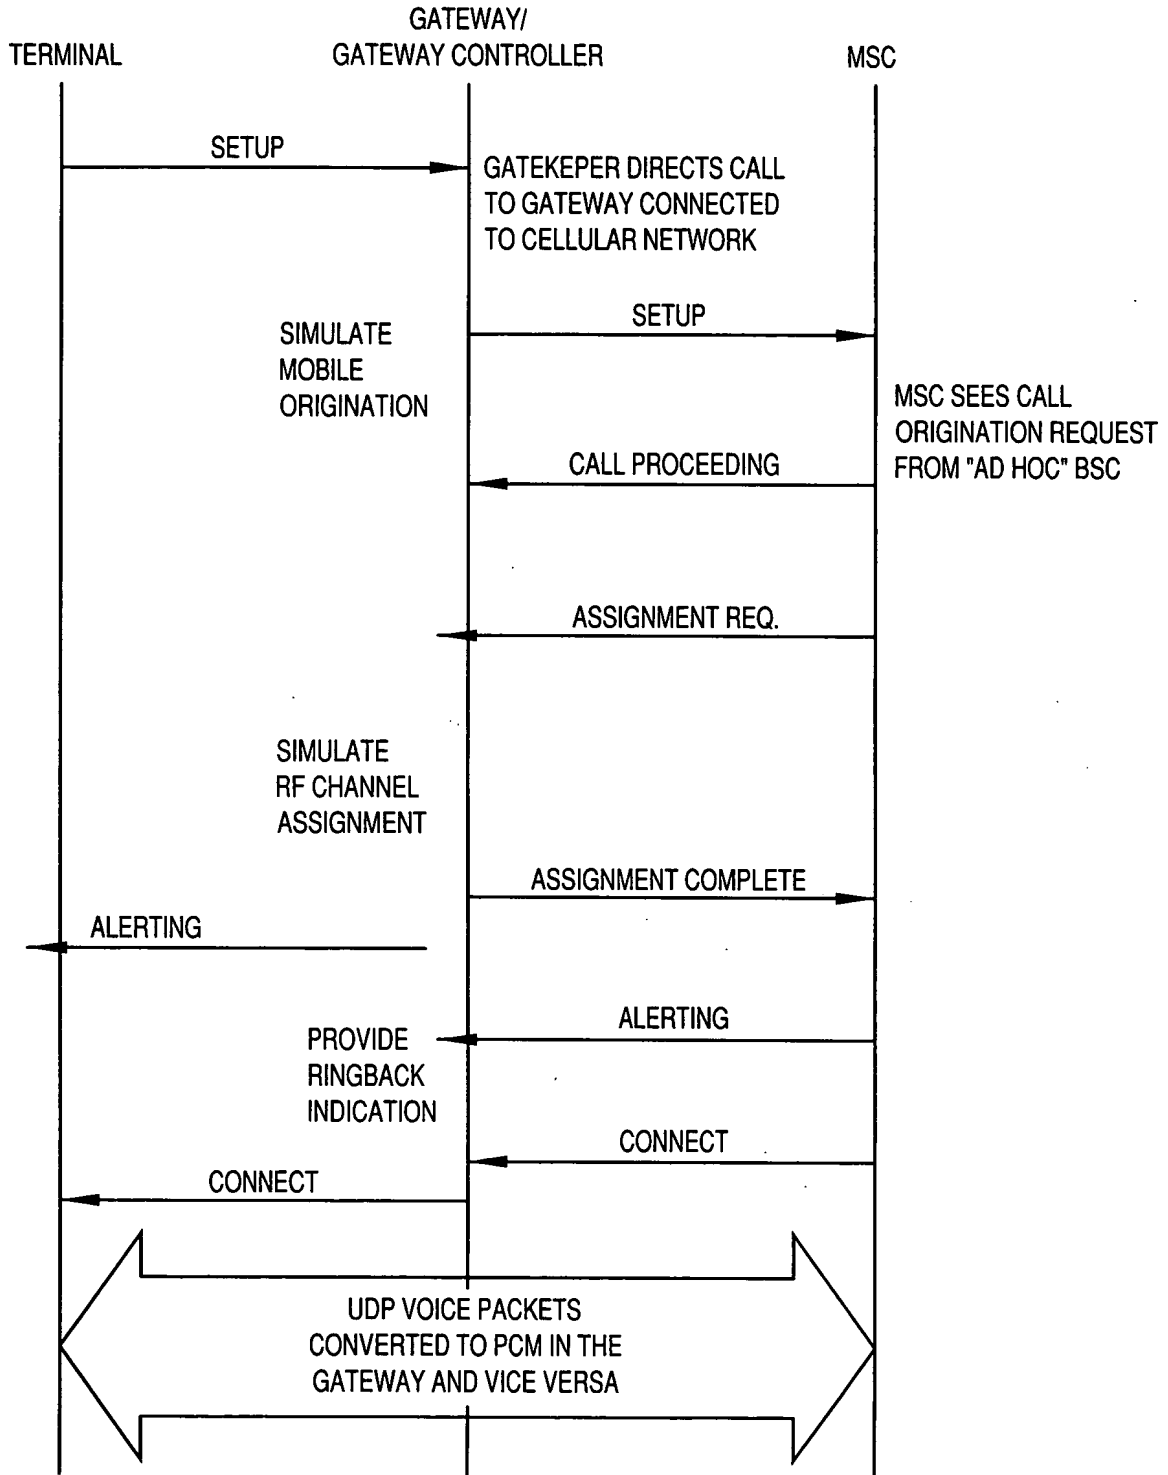 GATEWAY/
TERMINAL
GATEWAY CONTROLLER
MSC
SETUP
GATEKEPER DIRECTS CALL
TO GATEWAY CONNECTED
TO CELLULAR NETWORK
SETUP
SIMULATE
MOBILE
ORIGINATION
MSC SEES CALL
ORIGINATION REQUEST
FROM "AD HOC" BSC
CALL PROCEEDING
ASSIGNMENT REQ.
SIMULATE
RF CHANNEL
ASSIGNMENT
ASSIGNMENT COMPLETE
ALERTING
ALERTING
PROVIDE
RINGBACK
INDICATION
CONNECT
CONNECT
UDP VOICE PACKETS
CONVERTED TO PCM IN THE
GATEWAY AND VICE VERSA